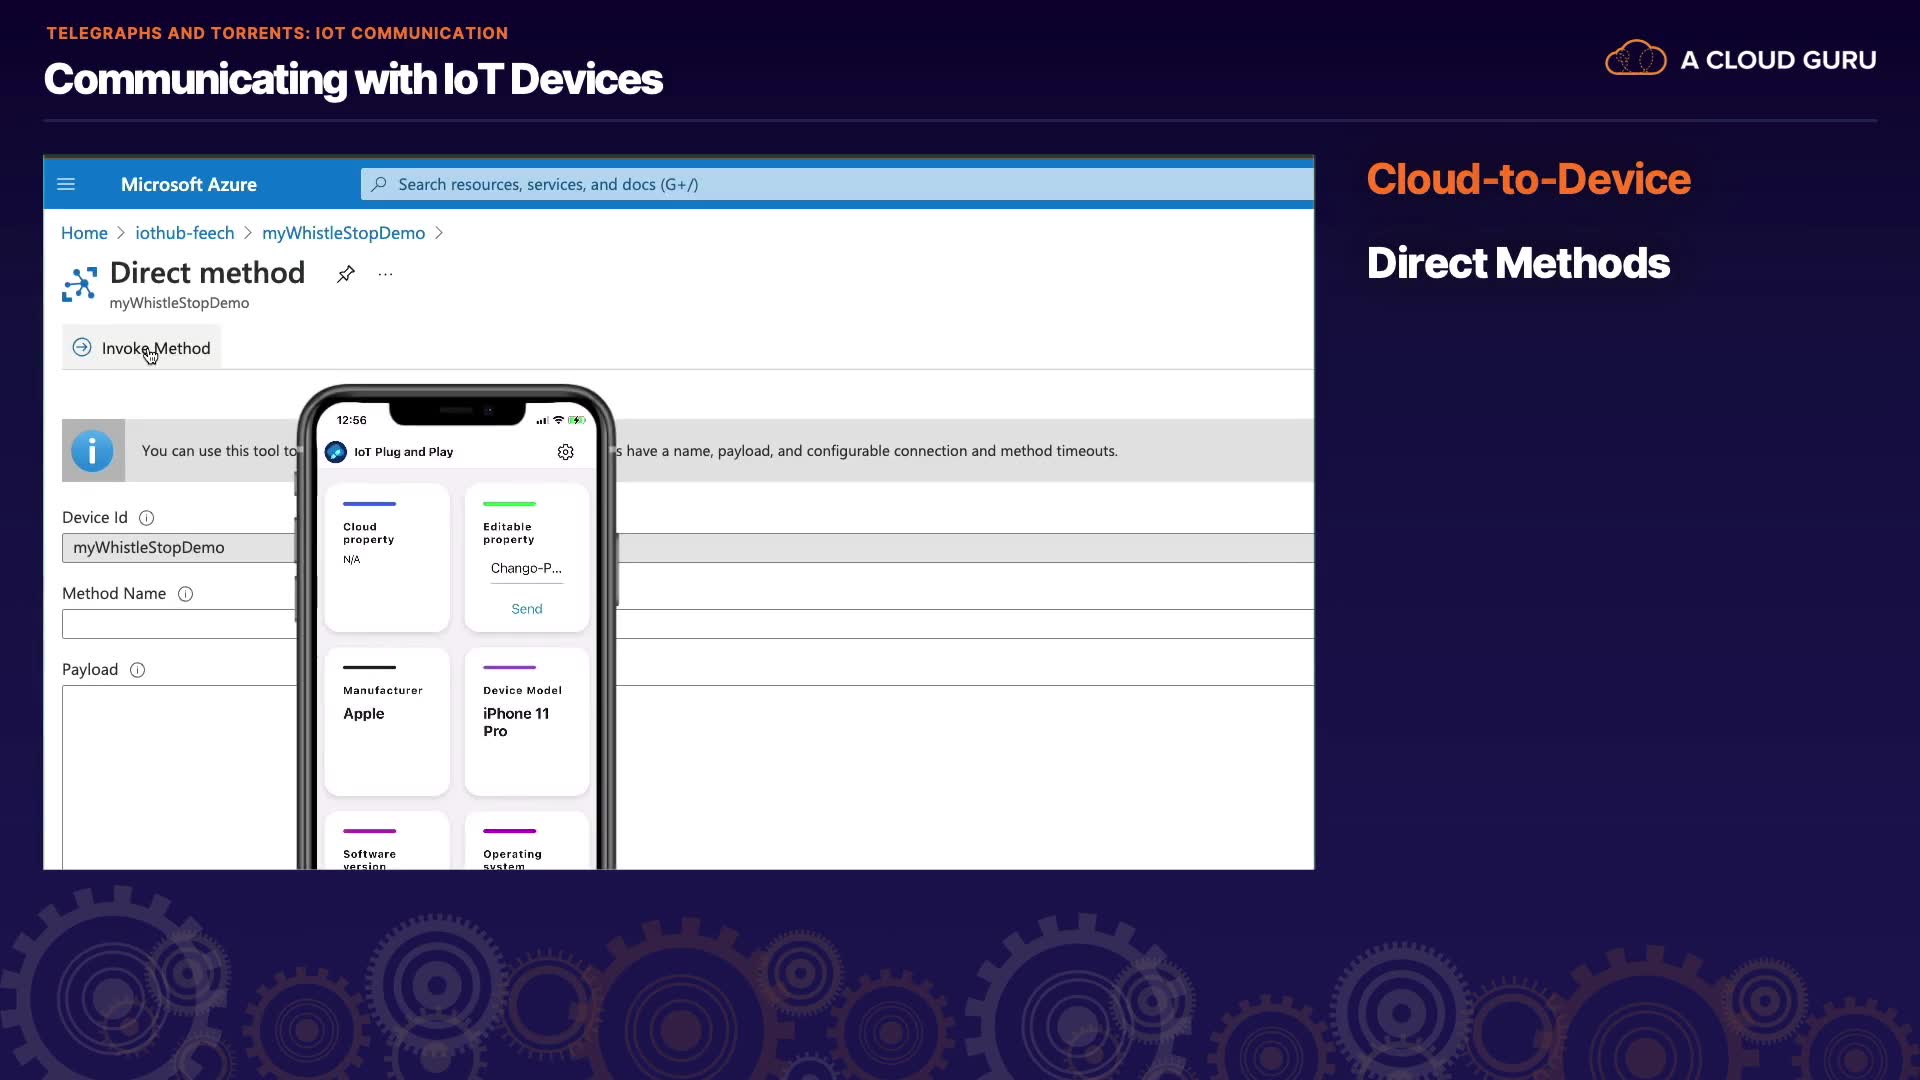 TELEGRAPHS AND TORRENTS: IOT COMMUNICATION
Communicating with IoT Devices
A CLOUD GURU
Microsoft Azure
Search resources, services, and docs (G+/)
Home > iothub-feech > myWhistleStopDemo >
Direct method
...
myWhistleStopDemo
Invoke Method
You can use this tool to
s have a name, payload, and configurable connection and method timeouts.
Device Id
myWhistleStopDemo
Method Name
Payload
12:56
IoT Plug and Play
Cloud
property
N/A
Editable
property
Chango-P...
Send
Manufacturer
Apple
Device Model
iPhone 11
Pro
Software
version
Operating
system
Cloud-to-Device
Direct Methods